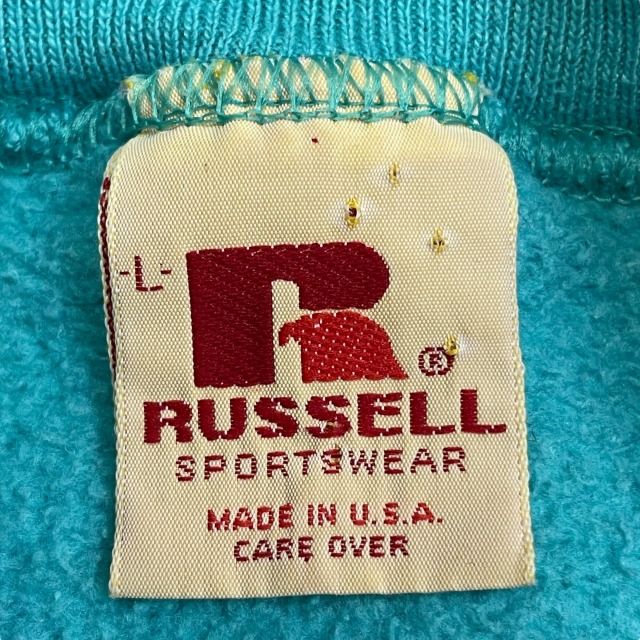 -L-
R
®
RUSSELL
SPORTSWEAR
MADE IN U.S.A.
CARE OVER